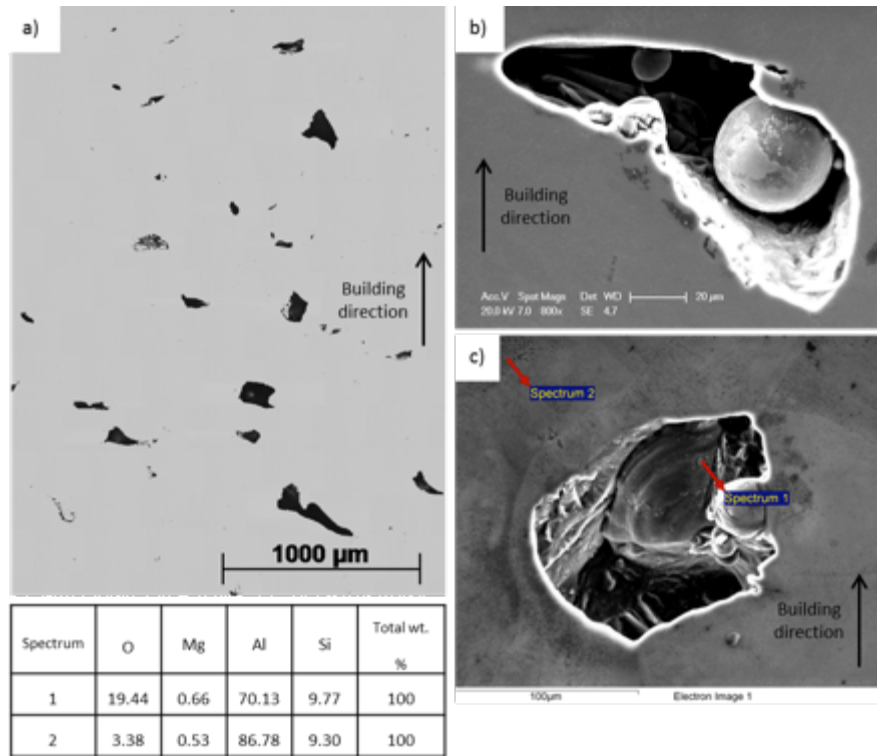 a)
Building
direction
1000 µm
b)
Building
direction
Acc.V Spot Magn Det WD 20 µm
20.0 kV 7.0 800x SE 4.7
c)
Spectrum 2
Spectrum 1
Building
direction
100µm Electron Image 1
Spectrum O Mg Al Si Total wt. %
1 19.44 0.66 70.13 9.77 100
2 3.38 0.53 86.78 9.30 100